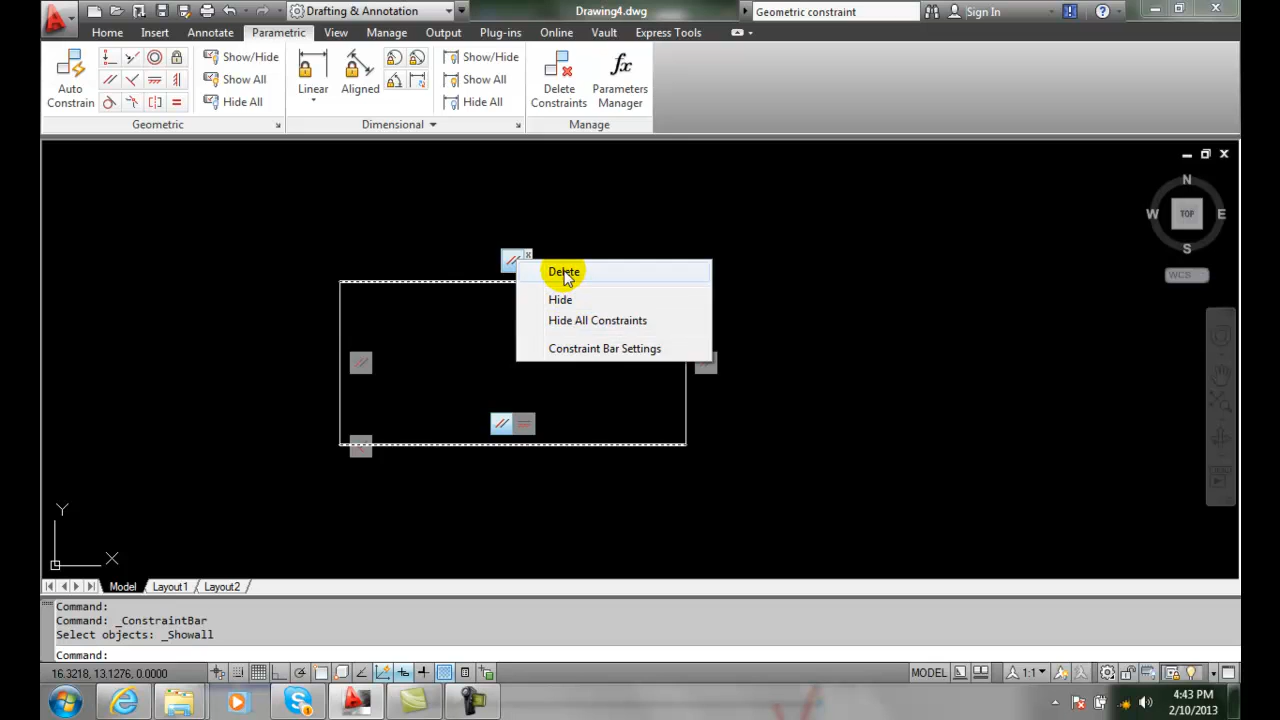 Drafting & Annotation
Drawing4.dwg
Geometric constraint
Sign In
Home
Insert
Annotate
Parametric
View
Manage
Output
Plug-ins
Online
Vault
Express Tools
Auto
Constrain
Show/Hide
Show All
Hide All
Linear
Aligned
Show/Hide
Show All
Hide All
Delete
Constraints
fx
Parameters
Manager
Geometric
Dimensional
Manage
N
W
TOP
E
S
WCS
x
Delete
Hide
Hide All Constraints
Constraint Bar Settings
Y
X
Model
Layout1
Layout2
Command:
Command: _ConstraintBar
Select objects: _Showall
Command:
16.3218, 13.1276, 0.0000
MODEL
1:1
4:43 PM
2/10/2013